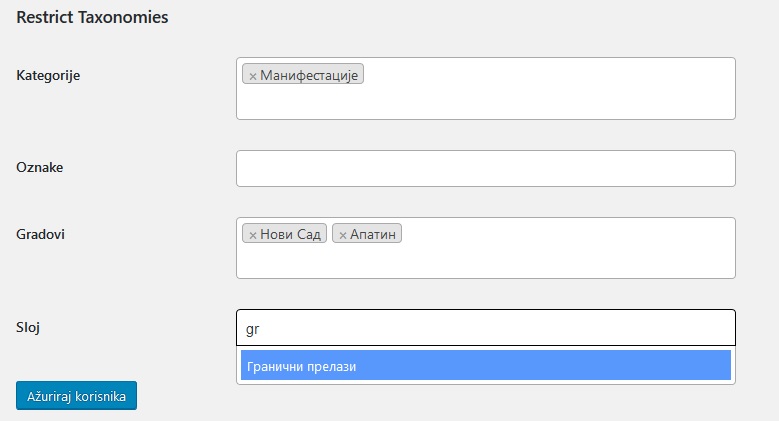 Restrict Taxonomies
Kategorije
× Манифестације
Oznake
Gradovi
× Нови Сад × Апатин
Sloj
gr
Гранични прелази
Ažuriraj korisnika